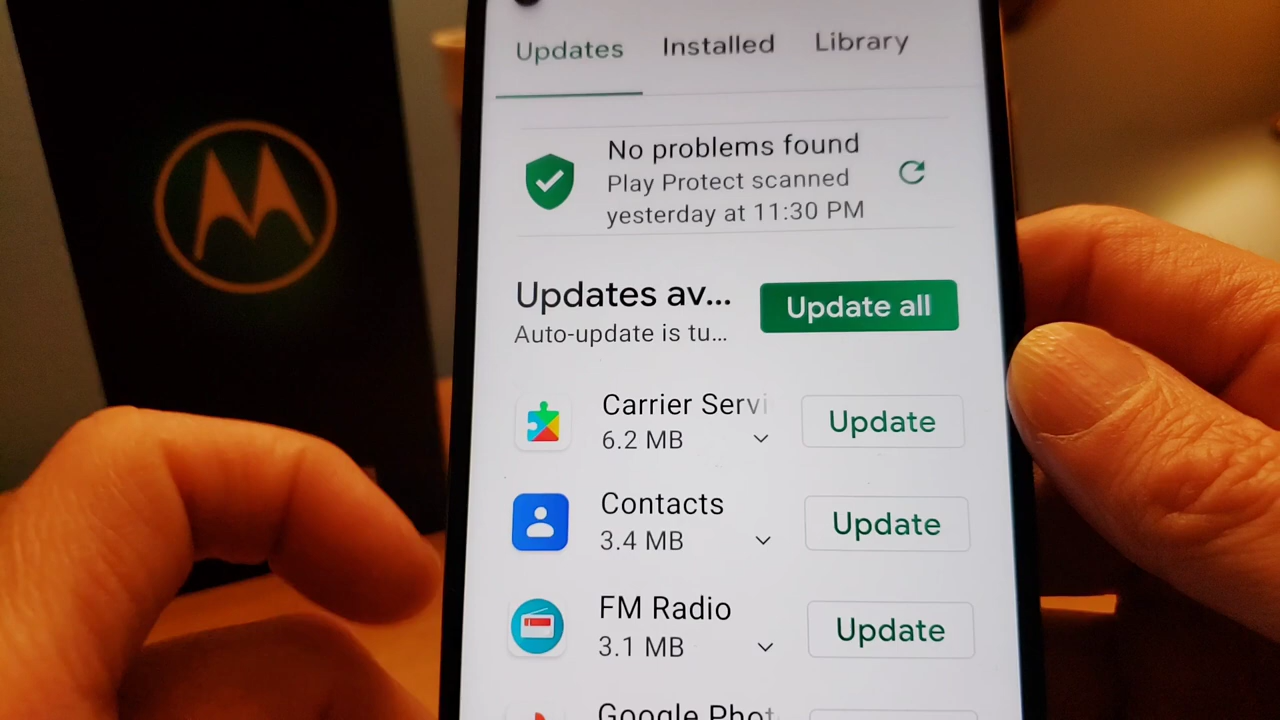 Updates Installed Library
No problems found
Play Protect scanned
yesterday at 11:30 PM
Updates av...
Update all
Auto-update is tu...
Carrier Servi
6.2 MB
Update
Contacts
3.4 MB
Update
FM Radio
3.1 MB
Update
Google Phot